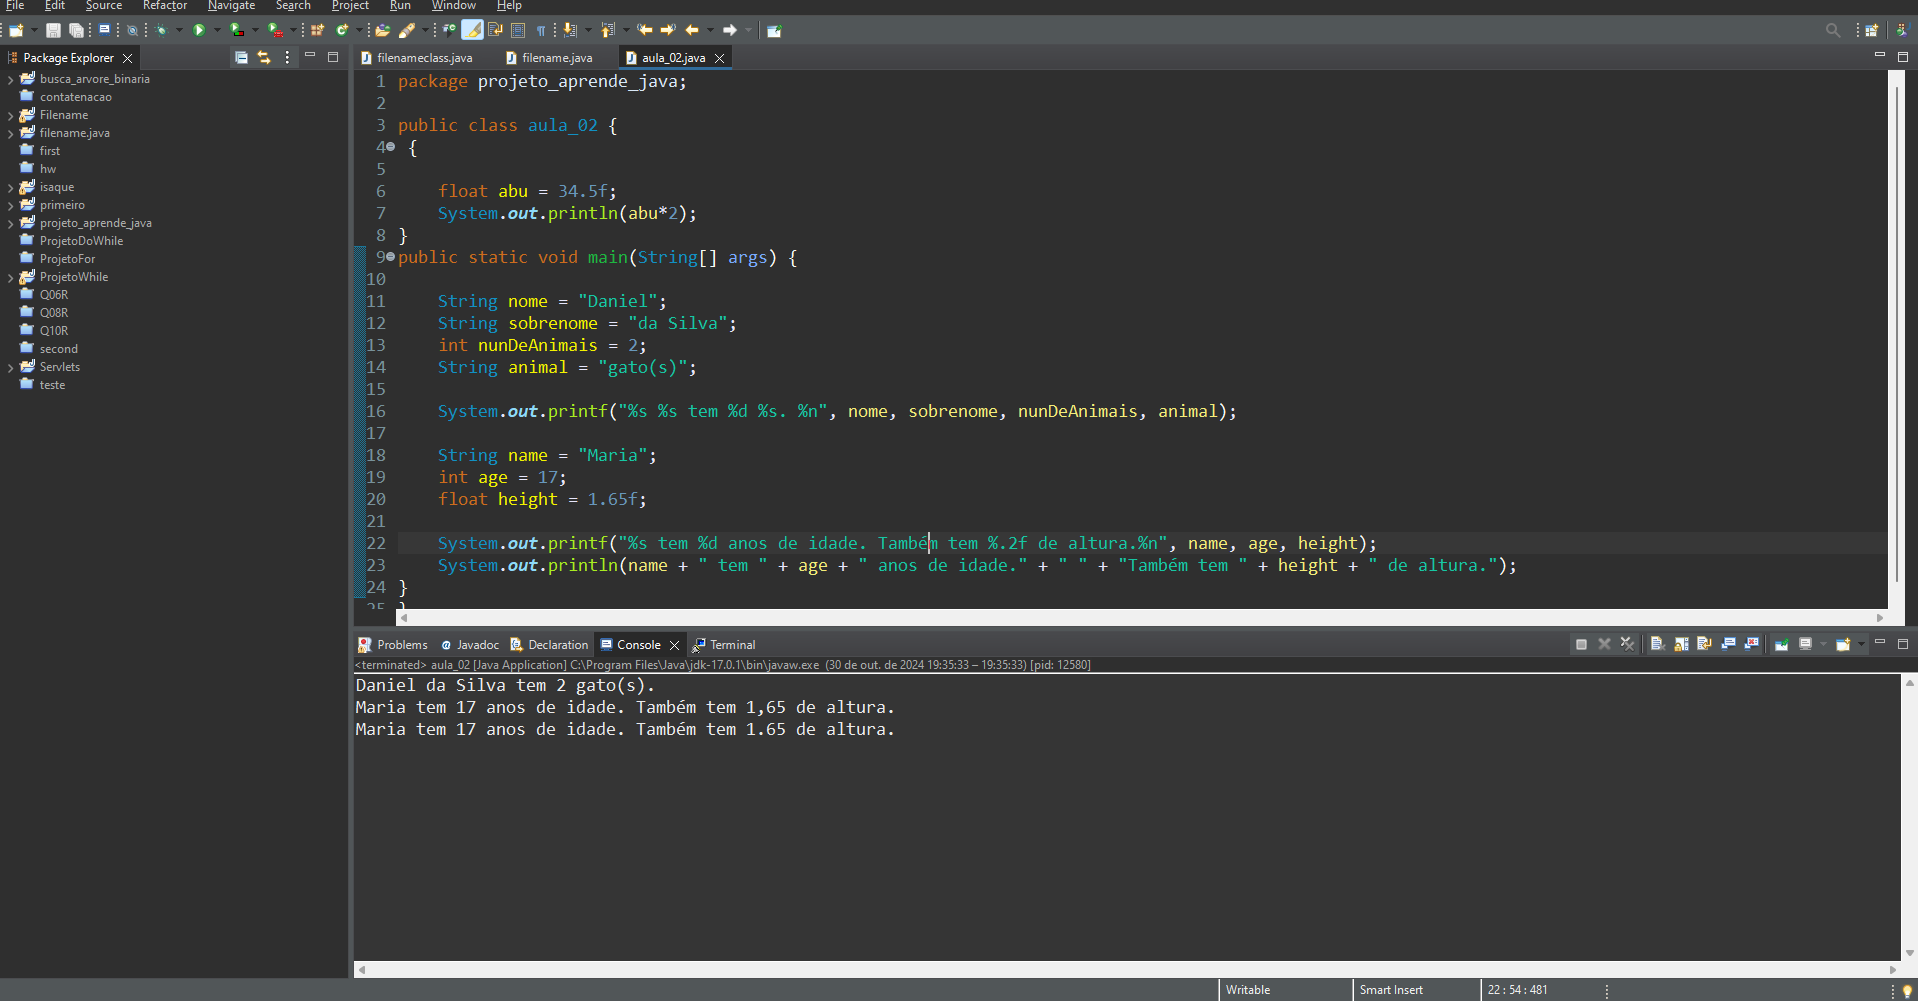 File Edit Source Refactor Navigate Search Project Run Window Help
Package Explorer
busca_arvore_binaria
contatenacao
Filename
filename.java
first
hw
isaque
primeiro
projeto_aprende_java
ProjetoDoWhile
ProjetoFor
ProjetoWhile
Q06R
Q08R
Q10R
second
Servlets
teste
filenameclass.java filename.java aula_02.java
1 package projeto_aprende_java;
2
3 public class aula_02 {
4 {
5
6 float abu = 34.5f;
7 System.out.println(abu*2);
8 }
9 public static void main(String[] args) {
10
11 String nome = "Daniel";
12 String sobrenome = "da Silva";
13 int nunDeAnimais = 2;
14 String animal = "gato(s)";
15
16 System.out.printf("%s %s tem %d %s. %n", nome, sobrenome, nunDeAnimais, animal);
17
18 String name = "Maria";
19 int age = 17;
20 float height = 1.65f;
21
22 System.out.printf("%s tem %d anos de idade. Também tem %.2f de altura.%n", name, age, height);
23 System.out.println(name + " tem " + age + " anos de idade." + " " + "Também tem " + height + " de altura.");
24 }
25 }
Problems Javadoc Declaration Console Terminal
<terminated> aula_02 [Java Application] C:\Program Files\Java\jdk-17.0.1\bin\javaw.exe (30 de out. de 2024 19:35:33 – 19:35:33) [pid: 12580]
Daniel da Silva tem 2 gato(s).
Maria tem 17 anos de idade. Também tem 1,65 de altura.
Maria tem 17 anos de idade. Também tem 1.65 de altura.
Writable Smart Insert 22 : 54 : 481